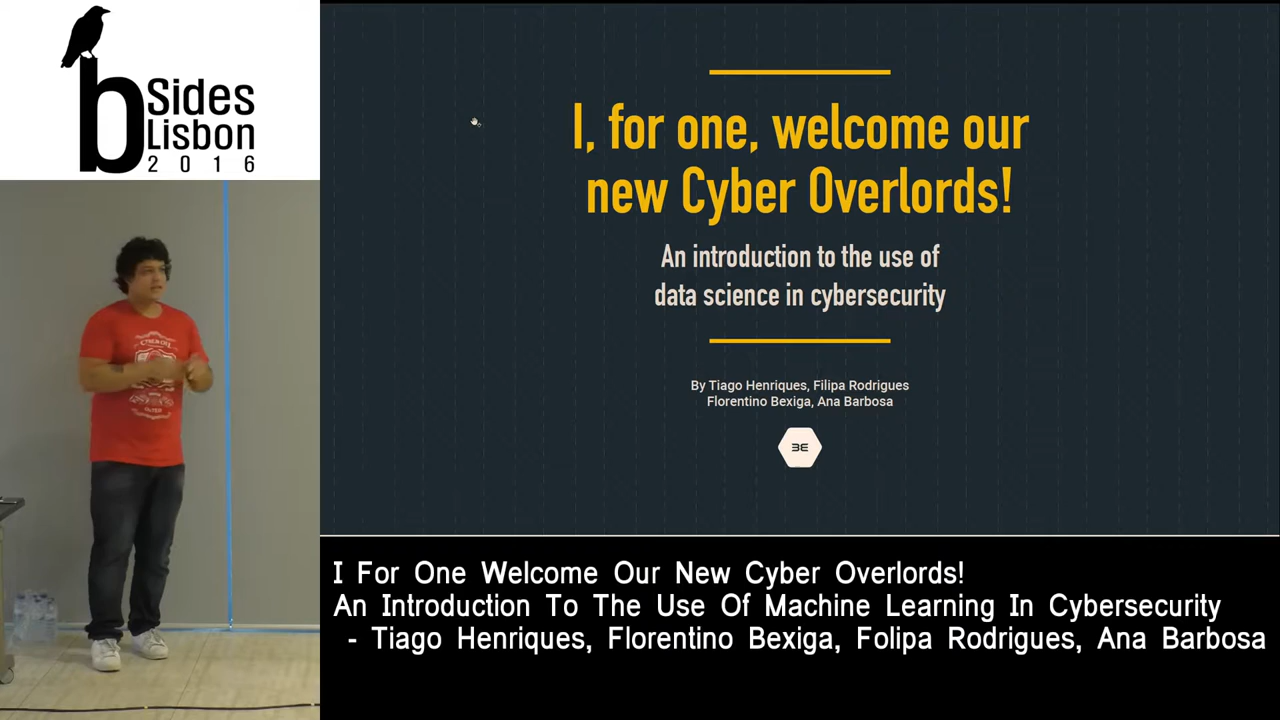 b Sides
Lisbon
2016
I, for one, welcome our
new Cyber Overlords!
An introduction to the use of
data science in cybersecurity
By Tiago Henriques, Filipa Rodrigues
Florentino Bexiga, Ana Barbosa
I For One Welcome Our New Cyber Overlords!
An Introduction To The Use Of Machine Learning In Cybersecurity
- Tiago Henriques, Florentino Bexiga, Folipa Rodrigues, Ana Barbosa